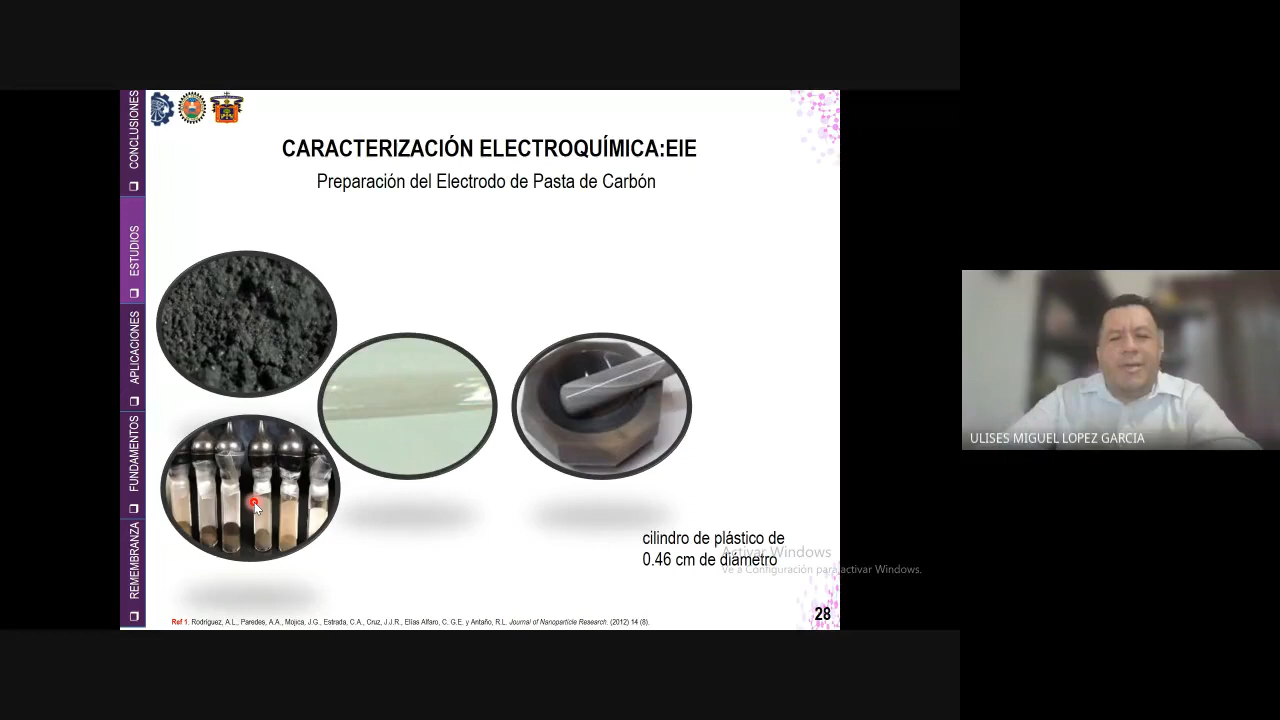 CARACTERIZACIÓN ELECTROQUÍMICA:EIE
Preparación del Electrodo de Pasta de Carbón
CONCLUSIONES
ESTUDIOS
APLICACIONES
FUNDAMENTOS
REMEMBRANZA
cilindro de plástico de
0.46 cm de diámetro
Activar Windows
Ve a Configuración para activar Windows.
28
Ref 1. Rodríguez, A.L., Paredes, A.A., Mojica, J.G., Estrada, C.A., Cruz, J.J.R., Elías Alfaro, C. G.E. y Antaño, R.L. Journal of Nanoparticle Research. (2012) 14 (8).
ULISES MIGUEL LOPEZ GARCIA